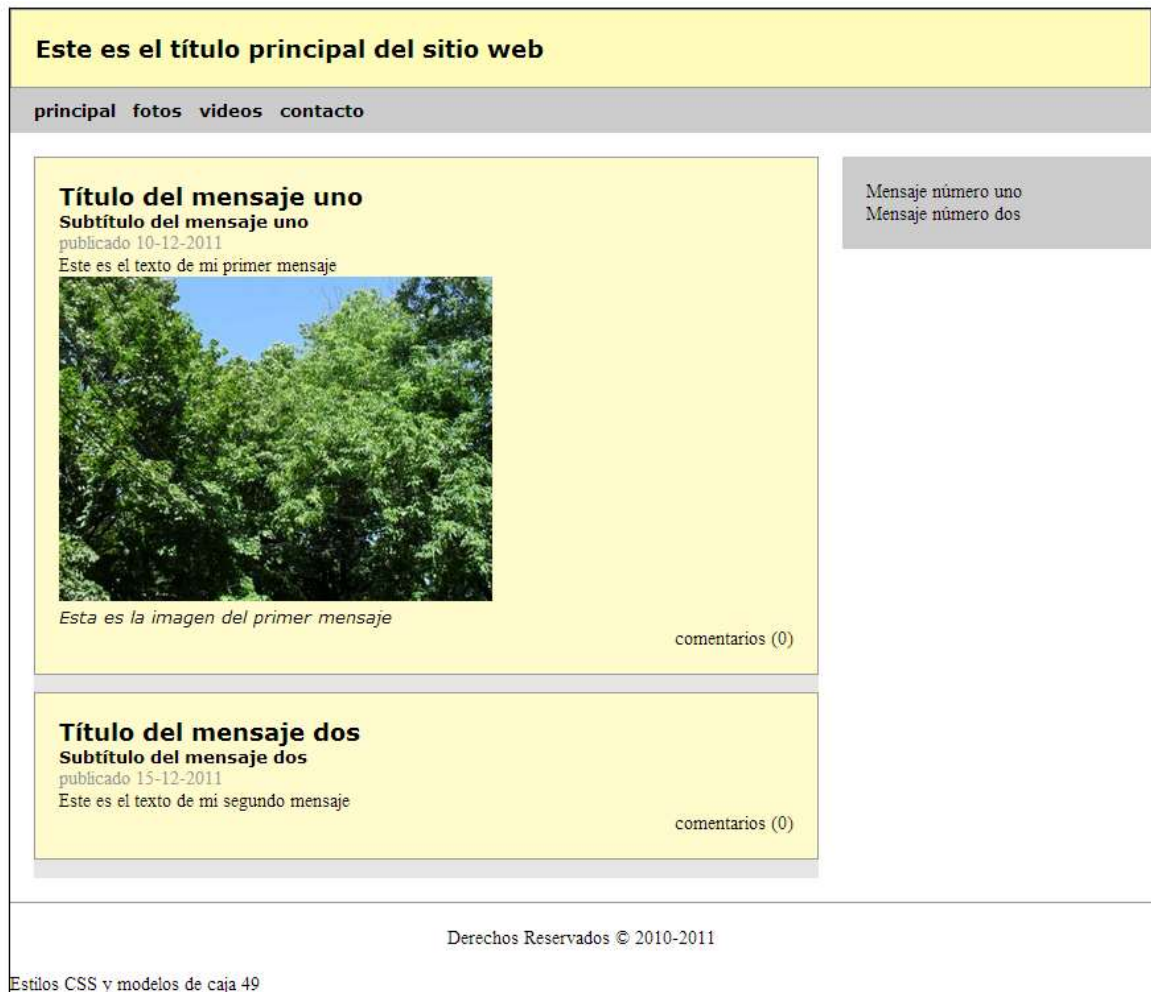 Este es el título principal del sitio web
principal fotos videos contacto
Título del mensaje uno
Subtítulo del mensaje uno
publicado 10-12-2011
Este es el texto de mi primer mensaje
Esta es la imagen del primer mensaje
comentarios (0)
Título del mensaje dos
Subtítulo del mensaje dos
publicado 15-12-2011
Este es el texto de mi segundo mensaje
comentarios (0)
Mensaje número uno
Mensaje número dos
Derechos Reservados © 2010-2011
Estilos CSS y modelos de caja 49